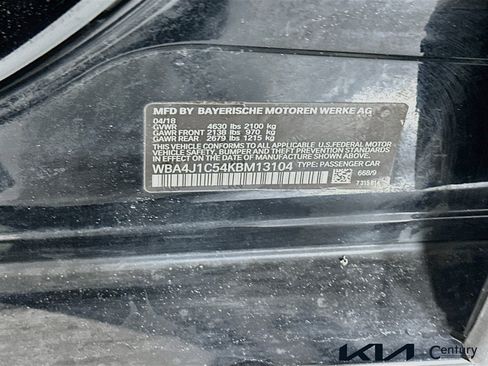 MFD BY BAYERISCHE MOTOREN WERKE AG
04/18
GVWR 4630 lbs 2100 kg
GAWR FRONT 2138 lbs 970 kg
GAWR REAR 2679 lbs 1215 kg
THIS VEHICLE CONFORMS TO ALL APPLICABLE U.S.FEDERAL MOTOR
VEHICLE SAFETY, BUMPER AND THEFT PREVENTION STANDARDS
IN EFFECT ON THE DATE OF MANUFACTURE SHOWN ABOVE.
WBA4J1C54KBM13104 TYPE: PASSENGER CAR
668/9
KIA Century